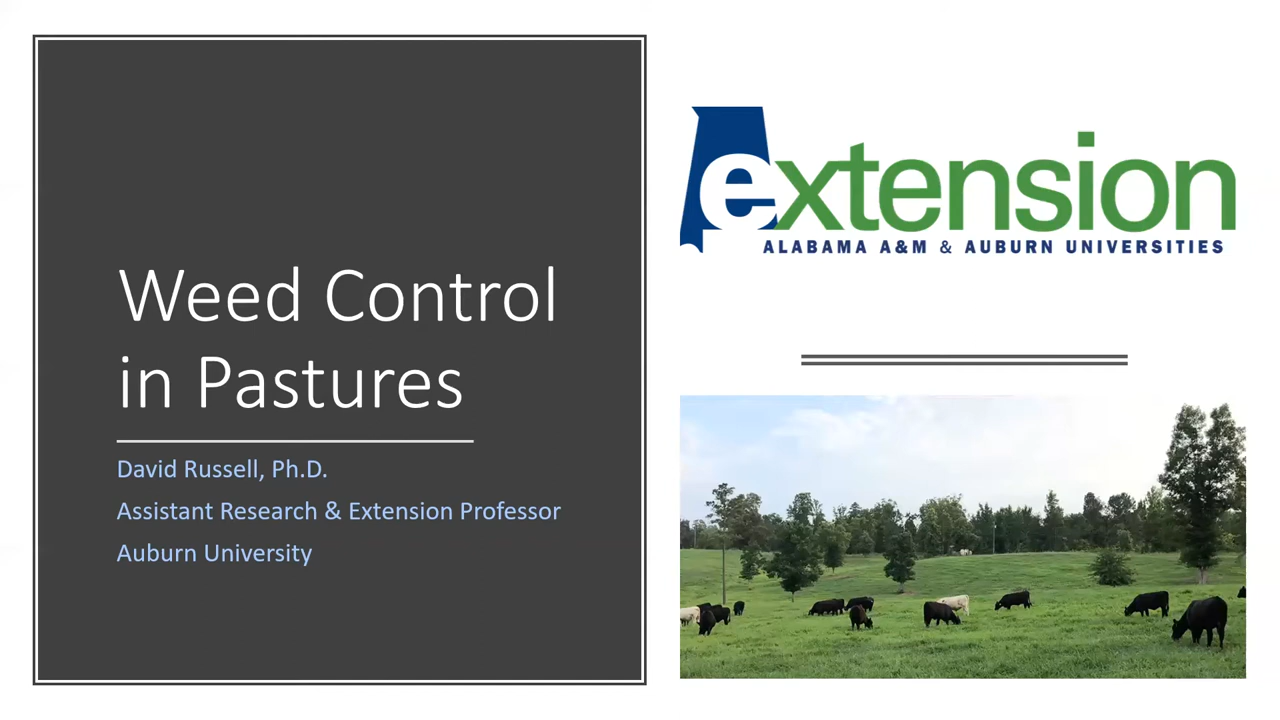 Weed Control
in Pastures
David Russell, Ph.D.
Assistant Research & Extension Professor
Auburn University
extension
ALABAMA A&M & AUBURN UNIVERSITIES